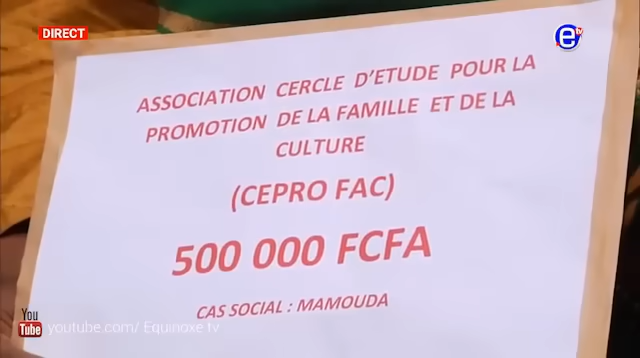 DIRECT
e tv
ASSOCIATION CERCLE D'ETUDE POUR LA
PROMOTION DE LA FAMILLE ET DE LA
CULTURE
(CEPRO FAC)
500 000 FCFA
CAS SOCIAL : MAMOUDA
You
Tube youtube.com/ Equinoxe tv